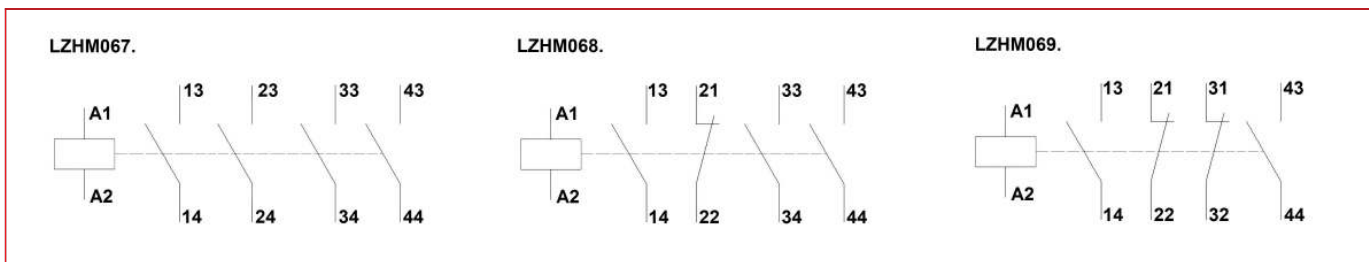 LZHM067.
13 23 33 43
A1
A2
14 24 34 44
LZHM068.
13 21 33 43
A1
A2
14 22 34 44
LZHM069.
13 21 31 43
A1
A2
14 22 32 44